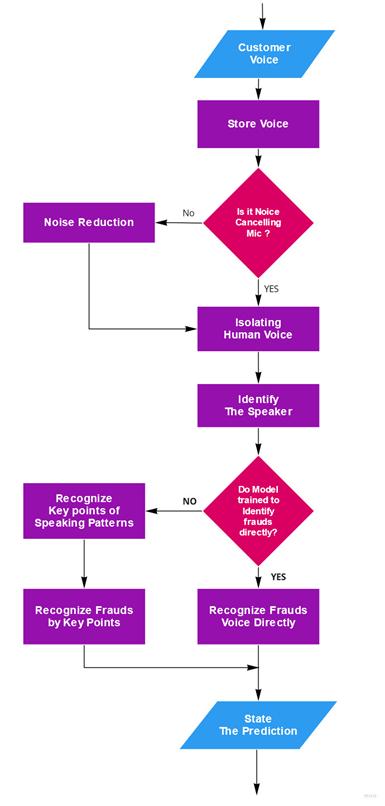 Customer
Voice
Store Voice
Is it Noice
Cancelling
Mic ?
No
Noise Reduction
YES
Isolating
Human Voice
Identify
The Speaker
Do Model
trained to
Identify
frauds
directly?
NO
Recognize
Key points of
Speaking Patterns
YES
Recognize Frauds
by Key Points
Recognize Frauds
Voice Directly
State
The Prediction
miro